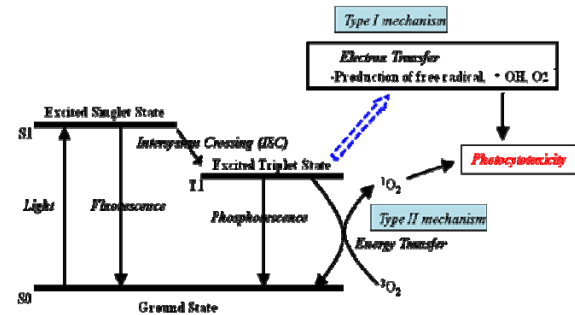 Type I mechanism
Electron Transfer
-Production of free radical, • OH, O2
Excited Singlet State
S1
Intersystem Crossing (ISC)
Excited Triplet State
T1
Photocytotoxicity
¹O₂
Light
Fluorescence
Phosphorescence
Type II mechanism
Energy Transfer
³O₂
S0
Ground State